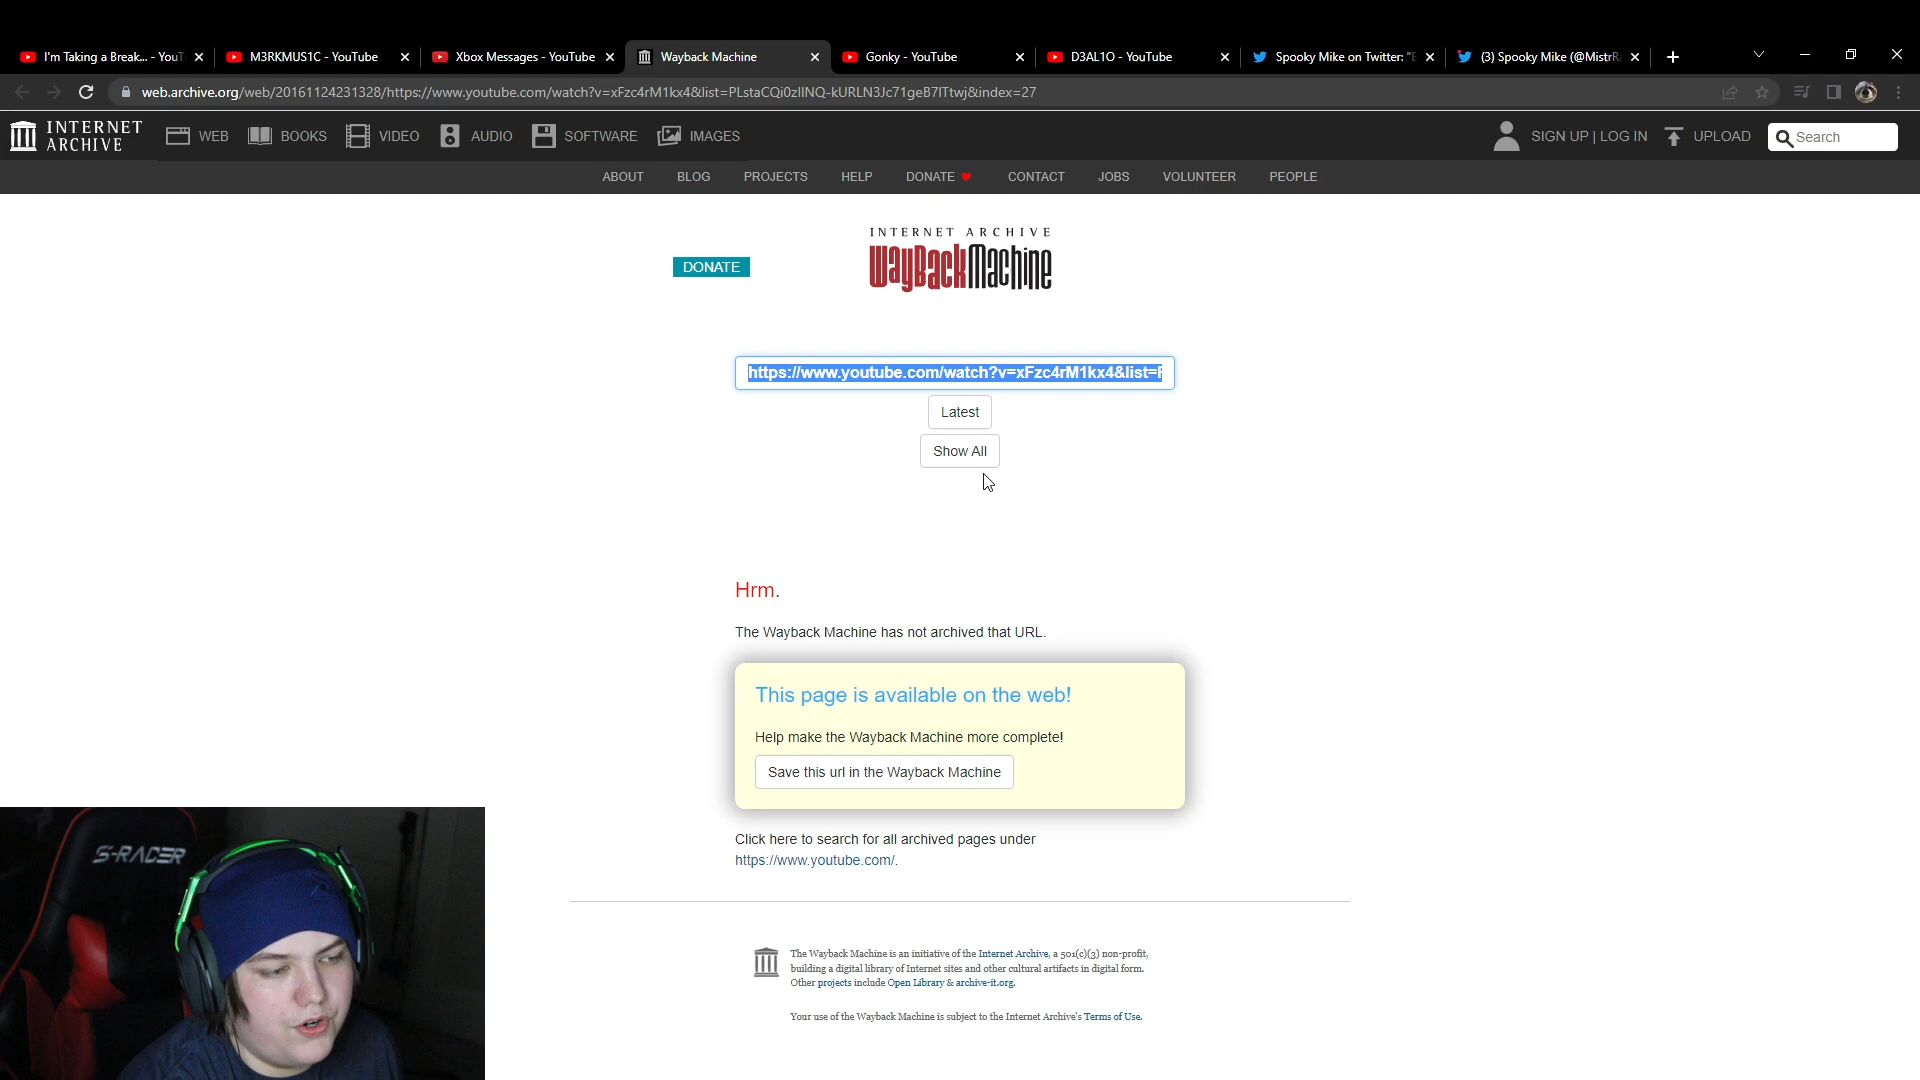 I'm Taking a Break... - YouT
M3RKMUS1C - YouTube
Xbox Messages - YouTube
Wayback Machine
Gonky - YouTube
D3AL1O - YouTube
Spooky Mike on Twitter: "E
(3) Spooky Mike (@MistrR
web.archive.org/web/20161124231328/https://www.youtube.com/watch?v=xFzc4rM1kx4&list=PLstaCQi0zIlNQ-kURLN3Jc71geB7ITtwj&index=27
INTERNET ARCHIVE
WEB
BOOKS
VIDEO
AUDIO
SOFTWARE
IMAGES
SIGN UP | LOG IN
UPLOAD
Search
ABOUT
BLOG
PROJECTS
HELP
DONATE
CONTACT
JOBS
VOLUNTEER
PEOPLE
INTERNET ARCHIVE
WayBackMachine
DONATE
https://www.youtube.com/watch?v=xFzc4rM1kx4&list=P
Latest
Show All
Hrm.
The Wayback Machine has not archived that URL.
This page is available on the web!
Help make the Wayback Machine more complete!
Save this url in the Wayback Machine
Click here to search for all archived pages under
https://www.youtube.com/.
The Wayback Machine is an initiative of the Internet Archive, a 501(c)(3) non-profit,
building a digital library of Internet sites and other cultural artifacts in digital form.
Other projects include Open Library & archive-it.org.
Your use of the Wayback Machine is subject to the Internet Archive's Terms of Use.
S-RACER